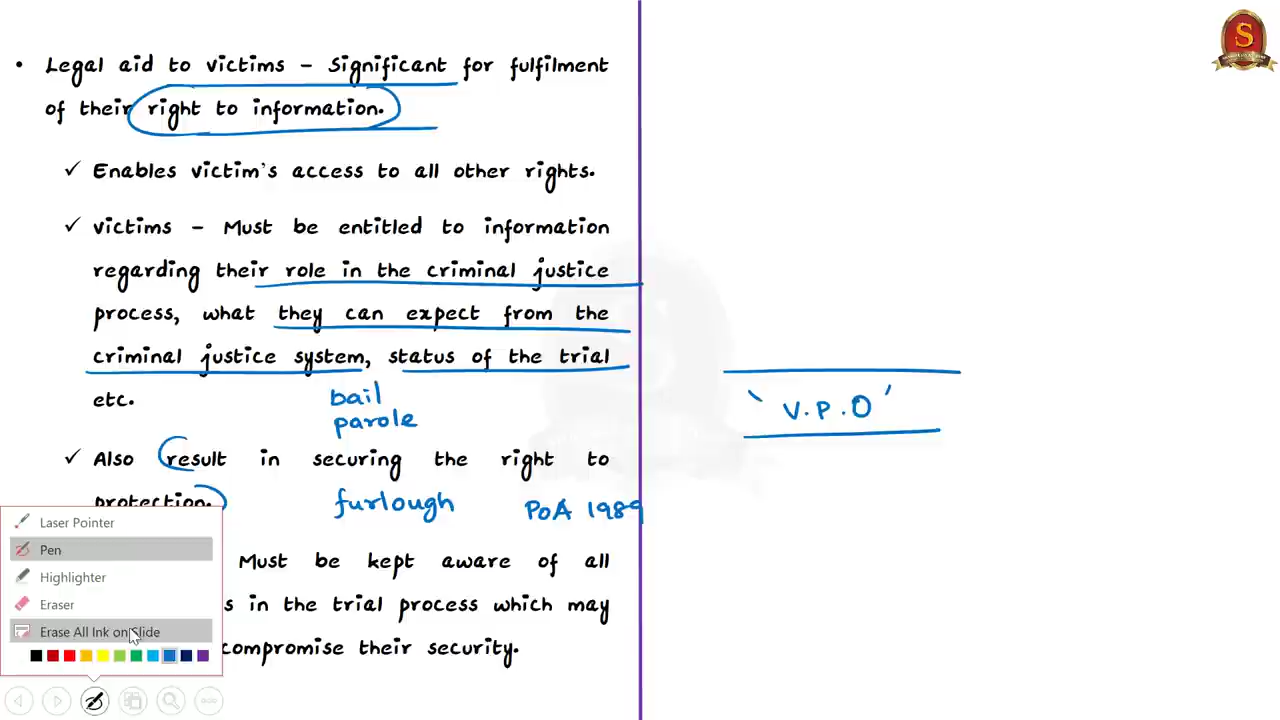 • Legal aid to victims – Significant for fulfilment
of their right to information.
✓ Enables victim's access to all other rights.
✓ Victims – Must be entitled to information
regarding their role in the criminal justice
process, what they can expect from the
criminal justice system, status of the trial
etc.
bail
parole
✓ Also result in securing the right to
protection.
furlough
PoA 1989
Must be kept aware of all
in the trial process which may
compromise their security.
' V.P.O '
Laser Pointer
Pen
Highlighter
Eraser
Erase All Ink on Slide
S